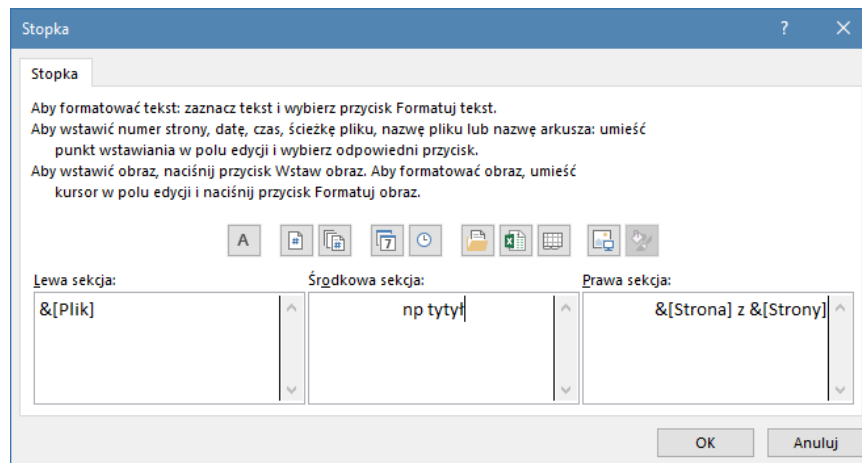 Stopka
?
Stopka
Aby formatować tekst: zaznacz tekst i wybierz przycisk Formatuj tekst.
Aby wstawić numer strony, datę, czas, ścieżkę pliku, nazwę pliku lub nazwę arkusza: umieść
punkt wstawiania w polu edycji i wybierz odpowiedni przycisk.
Aby wstawić obraz, naciśnij przycisk Wstaw obraz. Aby formatować obraz, umieść
kursor w polu edycji i naciśnij przycisk Formatuj obraz.
A # # 7
Lewa sekcja: Środkowa sekcja: Prawa sekcja:
&[Plik] np tytył &[Strona] z &[Strony]
OK Anuluj